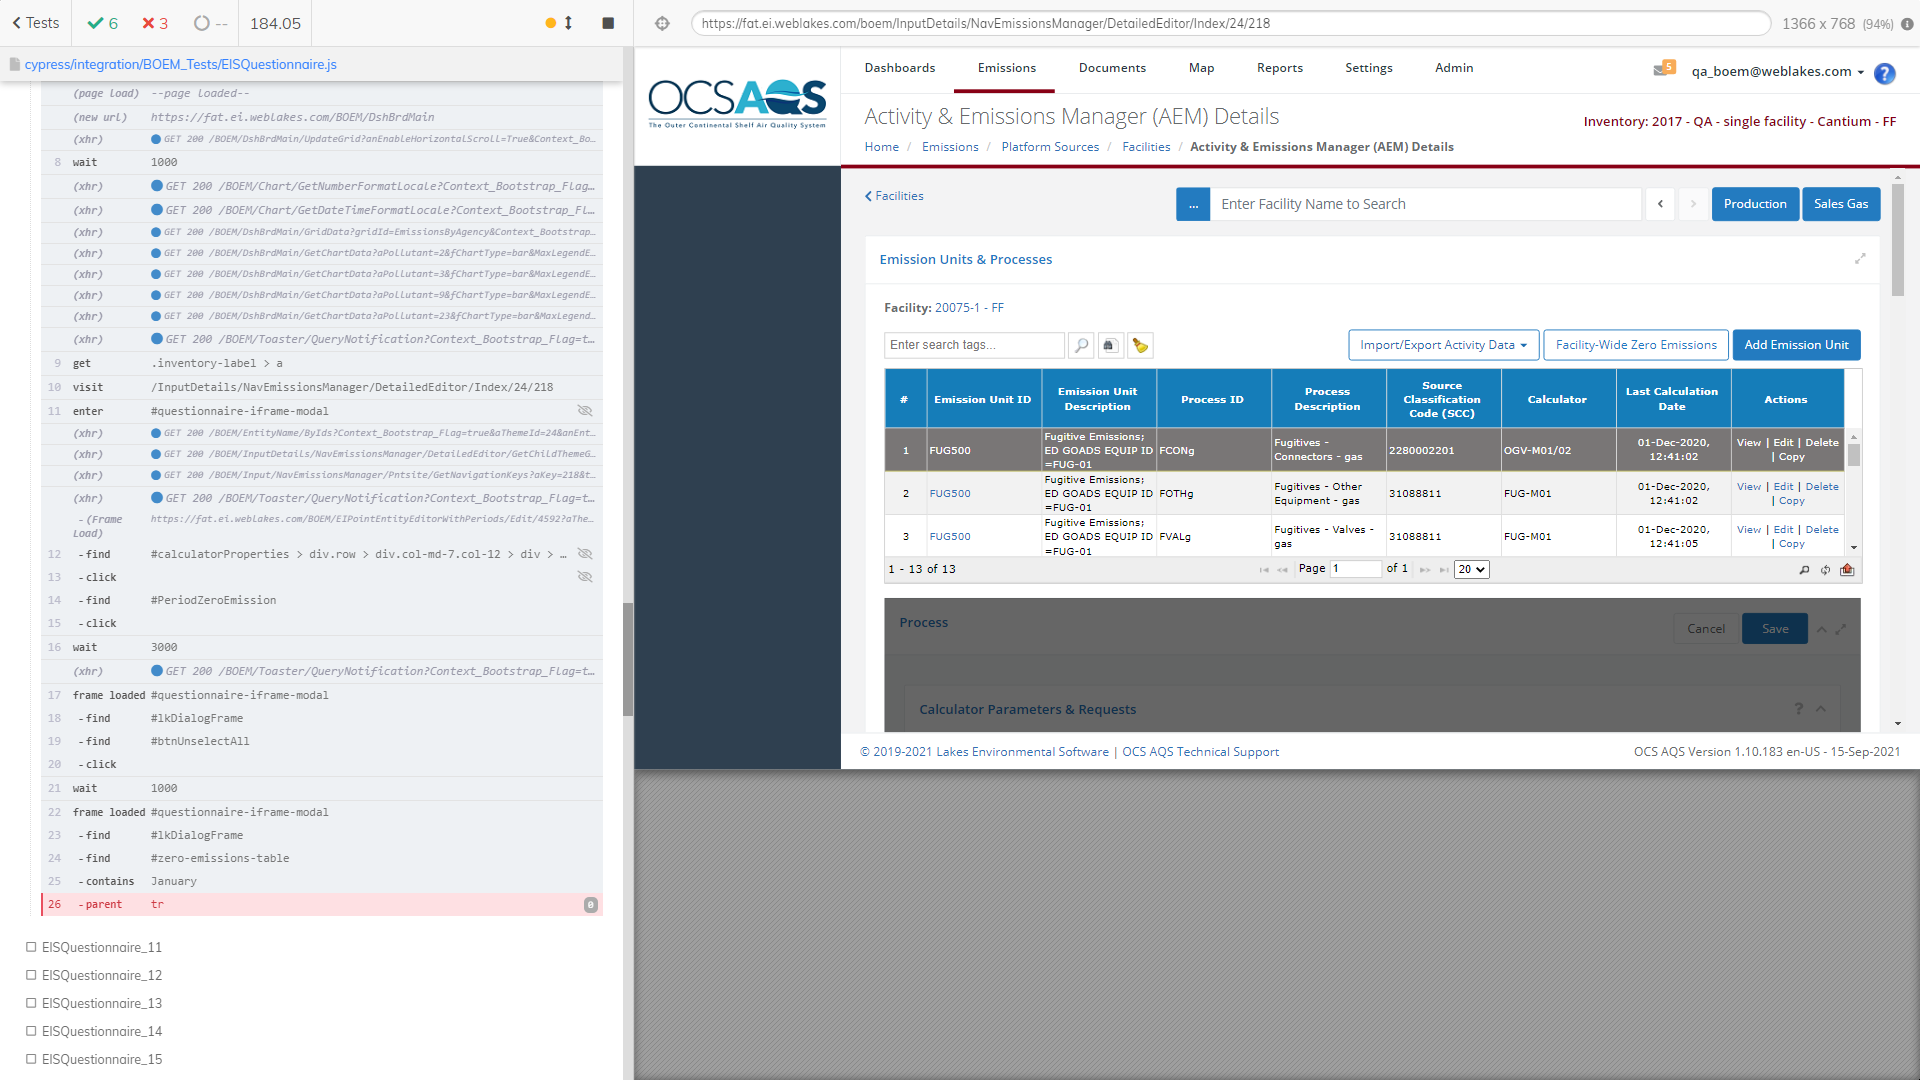 Tests
6
3
--
184.05
https://fat.ei.weblakes.com/boem/InputDetails/NavEmissionsManager/DetailedEditor/Index/24/218
1366 x 768 (94%)
cypress/integration/BOEM_Tests/EISQuestionnaire.js
(page load) --page loaded--
(new url) https://fat.ei.weblakes.com/BOEM/DshBrdMain
(xhr) GET 200 /BOEM/DshBrdMain/UpdateGrid?anEnableHorizontalScroll=True&Context_Bo...
8 wait 1000
(xhr) GET 200 /BOEM/Chart/GetNumberFormatLocale?Context_Bootstrap_Flag...
(xhr) GET 200 /BOEM/Chart/GetDateTimeFormatLocale?Context_Bootstrap_Fl...
(xhr) GET 200 /BOEM/DshBrdMain/GridData?gridId=EmissionsByAgency&Context_Bootstrap...
(xhr) GET 200 /BOEM/DshBrdMain/GetChartData?aPollutant=2&fChartType=bar&MaxLegendE...
(xhr) GET 200 /BOEM/DshBrdMain/GetChartData?aPollutant=3&fChartType=bar&MaxLegendE...
(xhr) GET 200 /BOEM/DshBrdMain/GetChartData?aPollutant=9&fChartType=bar&MaxLegendE...
(xhr) GET 200 /BOEM/DshBrdMain/GetChartData?aPollutant=23&fChartType=bar&MaxLegend...
(xhr) GET 200 /BOEM/Toaster/QueryNotification?Context_Bootstrap_Flag=t...
9 get .inventory-label > a
10 visit /InputDetails/NavEmissionsManager/DetailedEditor/Index/24/218
11 enter #questionnaire-iframe-modal
(xhr) GET 200 /BOEM/EntityName/ByIds?Context_Bootstrap_Flag=true&aThemeId=24&anEnt...
(xhr) GET 200 /BOEM/InputDetails/NavEmissionsManager/DetailedEditor/GetChildThemeG...
(xhr) GET 200 /BOEM/Input/NavEmissionsManager/Pntsite/GetNavigationKeys?aKey=218&t...
(xhr) GET 200 /BOEM/Toaster/QueryNotification?Context_Bootstrap_Flag=t...
-(Frame Load) https://fat.ei.weblakes.com/BOEM/EIPointEntityEditorWithPeriods/Edit/4592?aThe...
12 -find #calculatorProperties > div.row > div.col-md-7.col-12 > div > ...
13 -click
14 -find #PeriodZeroEmission
15 -click
16 wait 3000
(xhr) GET 200 /BOEM/Toaster/QueryNotification?Context_Bootstrap_Flag=t...
17 frame loaded #questionnaire-iframe-modal
18 -find #lkDialogFrame
19 -find #btnUnselectAll
20 -click
21 wait 1000
22 frame loaded #questionnaire-iframe-modal
23 -find #lkDialogFrame
24 -find #zero-emissions-table
25 -contains January
26 -parent tr 0
EISQuestionnaire_11
EISQuestionnaire_12
EISQuestionnaire_13
EISQuestionnaire_14
EISQuestionnaire_15
OCSAQS
The Outer Continental Shelf Air Quality System
Dashboards Emissions Documents Map Reports Settings Admin
5 qa_boem@weblakes.com ?
Activity & Emissions Manager (AEM) Details
Inventory: 2017 - QA - single facility - Cantium - FF
Home / Emissions / Platform Sources / Facilities / Activity & Emissions Manager (AEM) Details
Facilities
... Enter Facility Name to Search
Production Sales Gas
Emission Units & Processes
Facility: 20075-1 - FF
Enter search tags...
Import/Export Activity Data Facility-Wide Zero Emissions Add Emission Unit
# Emission Unit ID Emission Unit Description Process ID Process Description Source Classification Code (SCC) Calculator Last Calculation Date Actions
1 FUG500 Fugitive Emissions; ED GOADS EQUIP ID =FUG-01 FCONg Fugitives - Connectors - gas 2280002201 OGV-M01/02 01-Dec-2020, 12:41:02 View | Edit | Delete | Copy
2 FUG500 Fugitive Emissions; ED GOADS EQUIP ID =FUG-01 FOTHg Fugitives - Other Equipment - gas 31088811 FUG-M01 01-Dec-2020, 12:41:02 View | Edit | Delete | Copy
3 FUG500 Fugitive Emissions; ED GOADS EQUIP ID =FUG-01 FVALg Fugitives - Valves - gas 31088811 FUG-M01 01-Dec-2020, 12:41:05 View | Edit | Delete | Copy
1 - 13 of 13 Page 1 of 1 20
Process
Cancel Save
Calculator Parameters & Requests
?
© 2019-2021 Lakes Environmental Software | OCS AQS Technical Support
OCS AQS Version 1.10.183 en-US - 15-Sep-2021